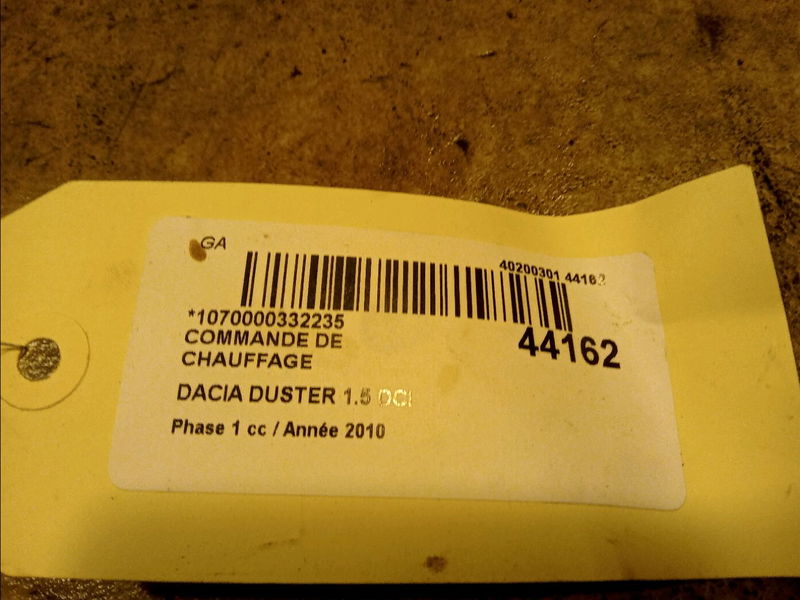 GA
40200301 44162
*1070000332235
44162
COMMANDE DE
CHAUFFAGE
DACIA DUSTER 1.5 DCI
Phase 1 cc / Année 2010